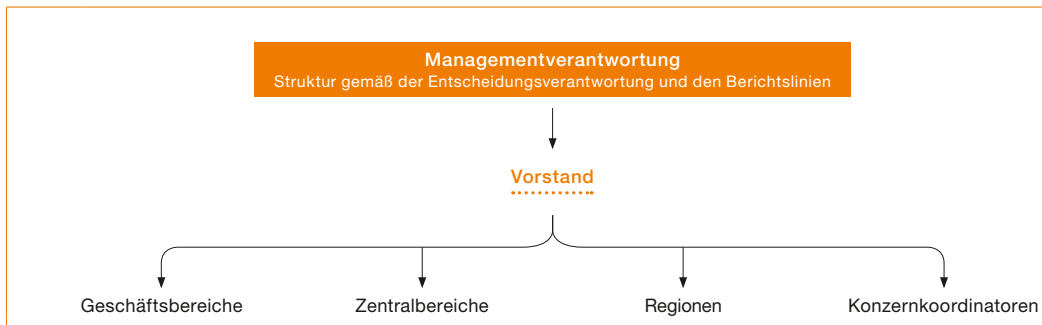 Managementverantwortung
Struktur gemäß der Entscheidungsverantwortung und den Berichtslinien
Vorstand
Geschäftsbereiche Zentralbereiche Regionen Konzernkoordinatoren